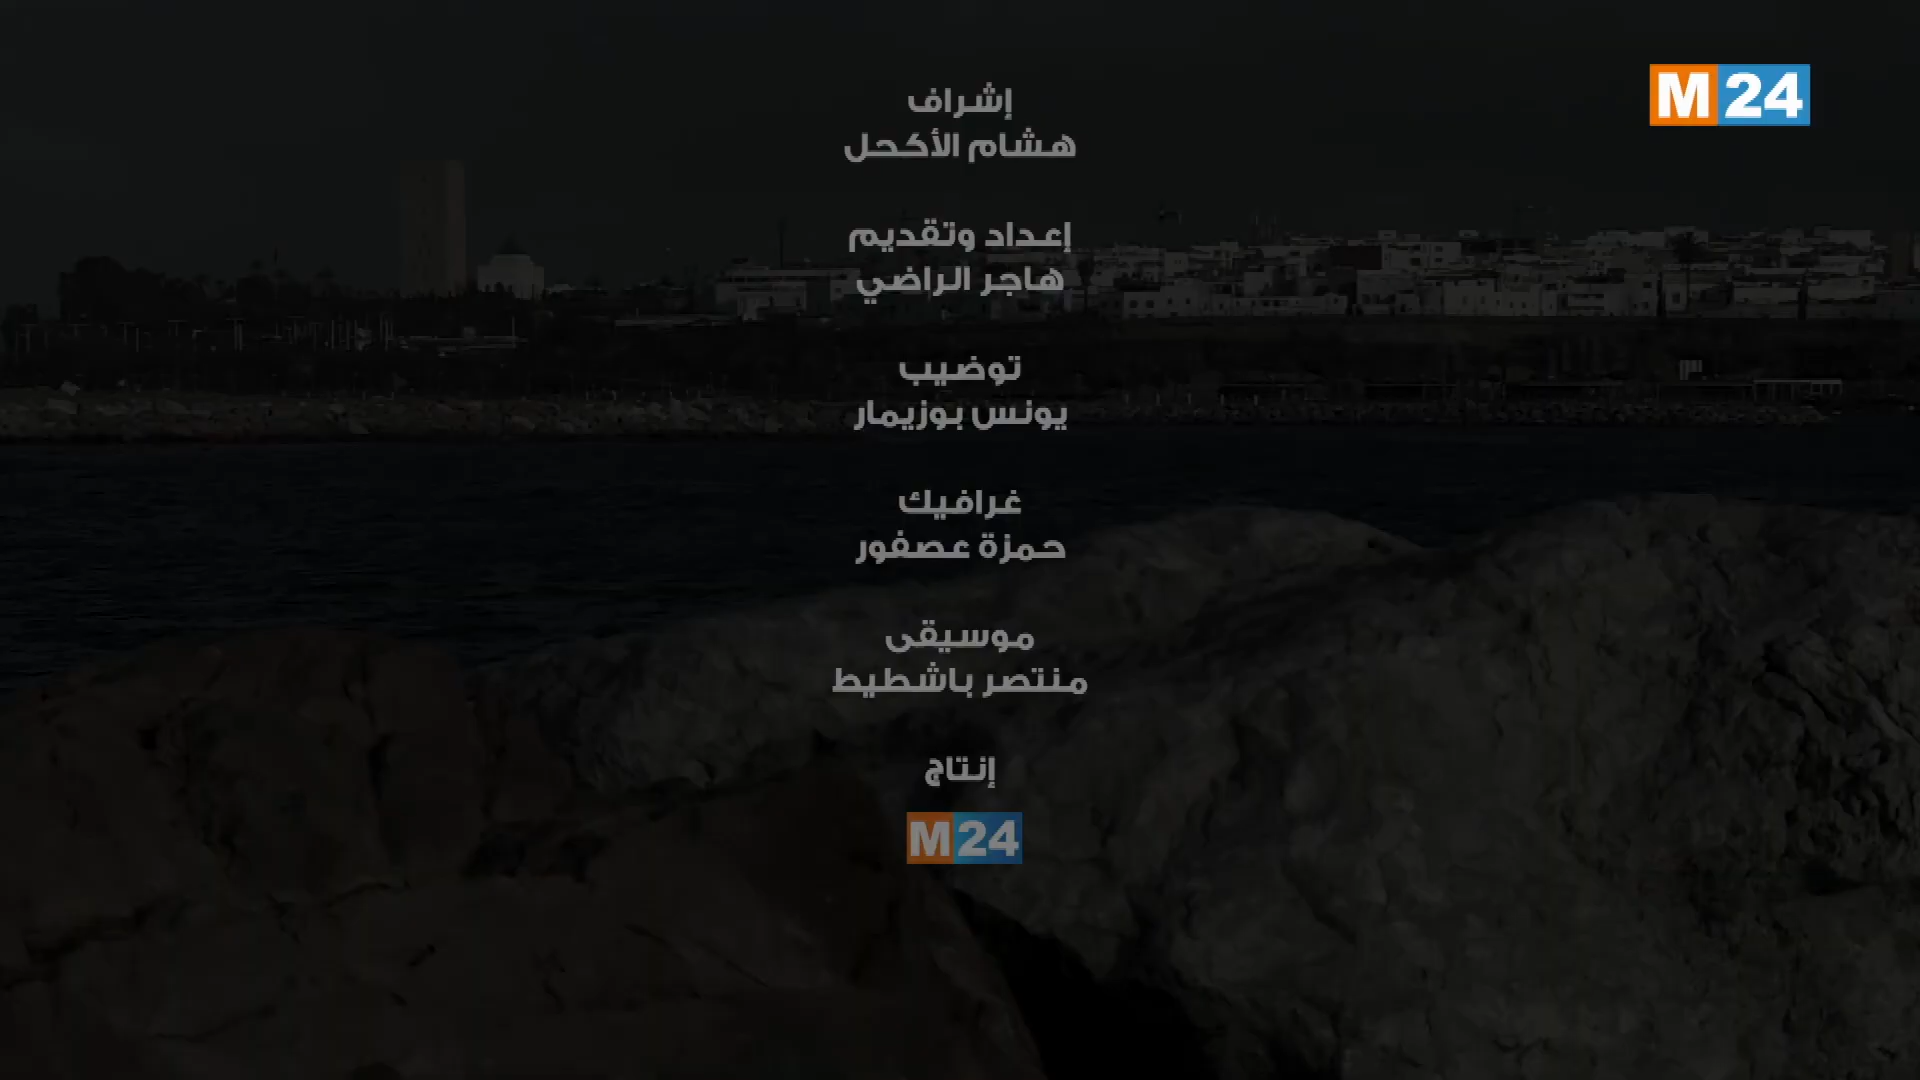 M24
إشراف
هشام الأكحل
إعداد وتقديم
هاجر الراضي
توضيب
يونس بوزيمار
غرافيك
حمزة عصفور
موسيقى
منتصر باشطيط
إنتاج
M24